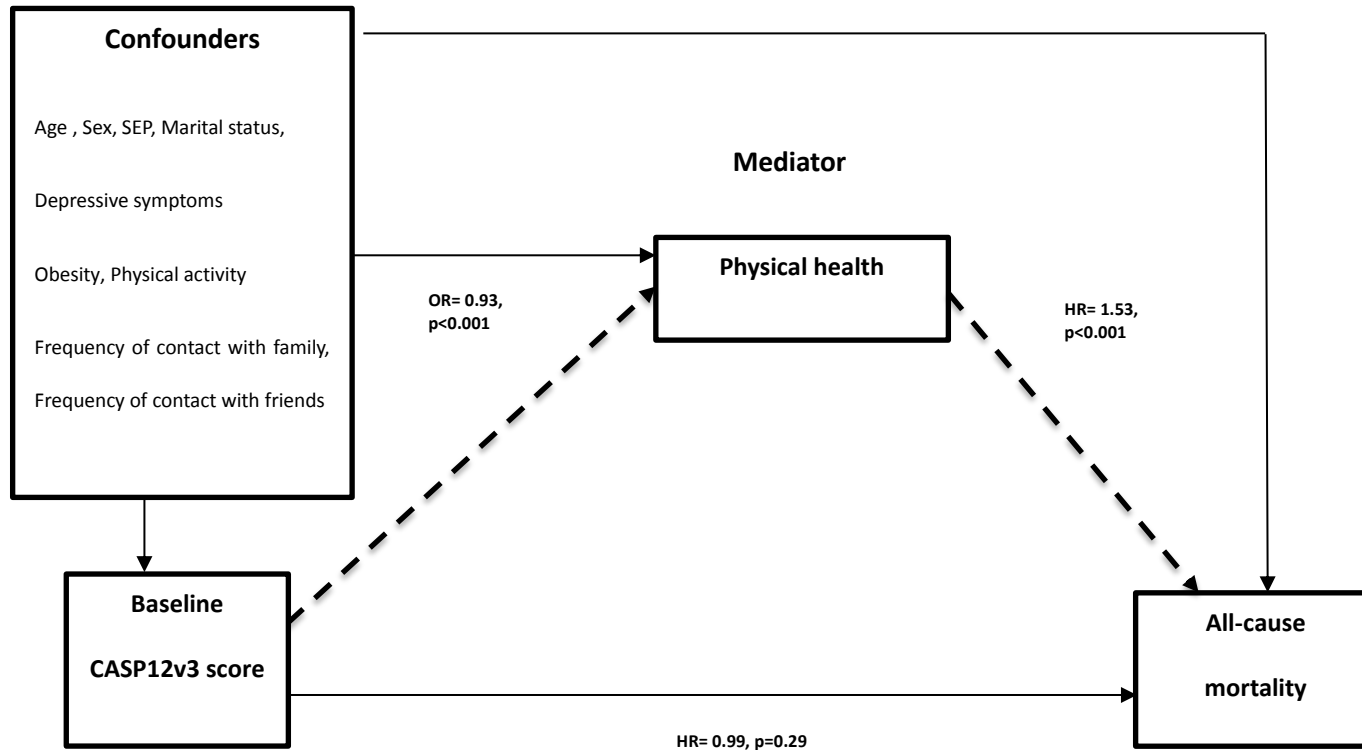 Confounders
Age , Sex, SEP, Marital status,
Depressive symptoms
Obesity, Physical activity
Frequency of contact with family,
Frequency of contact with friends
Mediator
Physical health
OR= 0.93,
p<0.001
HR= 1.53,
p<0.001
Baseline
CASP12v3 score
All-cause
mortality
HR= 0.99, p=0.29